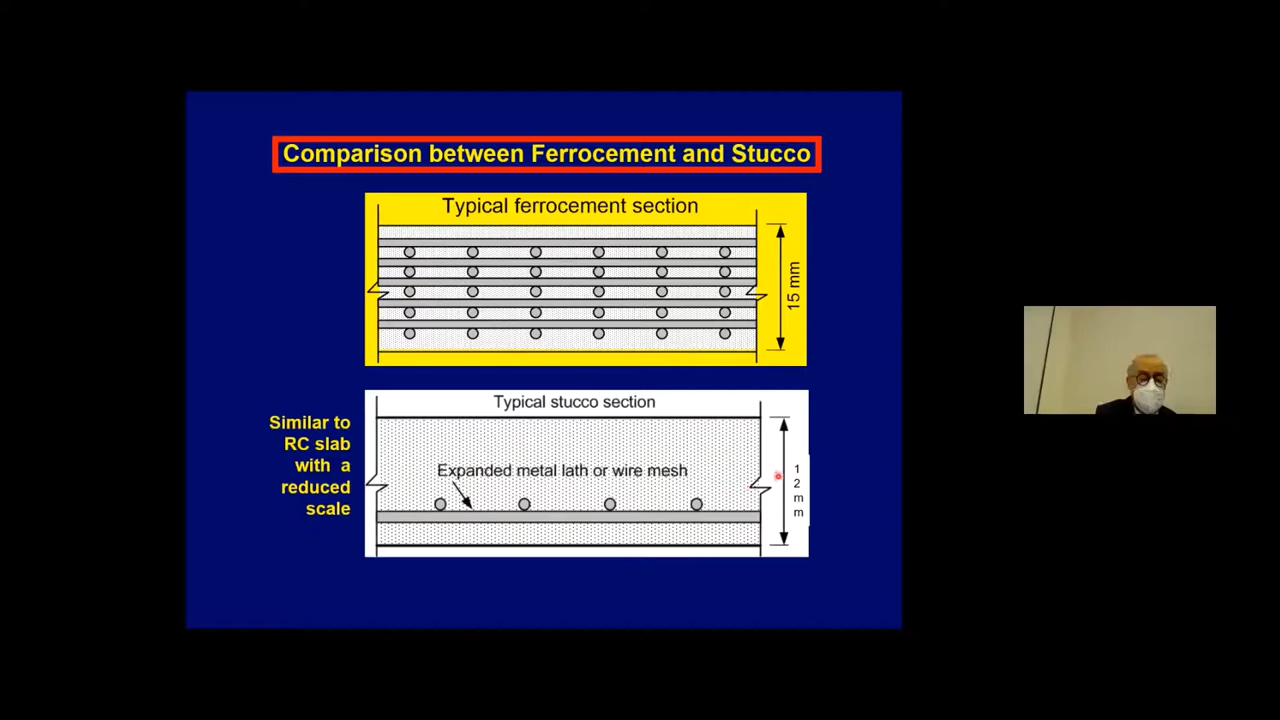 Comparison between Ferrocement and Stucco
Typical ferrocement section
15 mm
Typical stucco section
Similar to
RC slab
with a
reduced
scale
Expanded metal lath or wire mesh
1
2
m
m